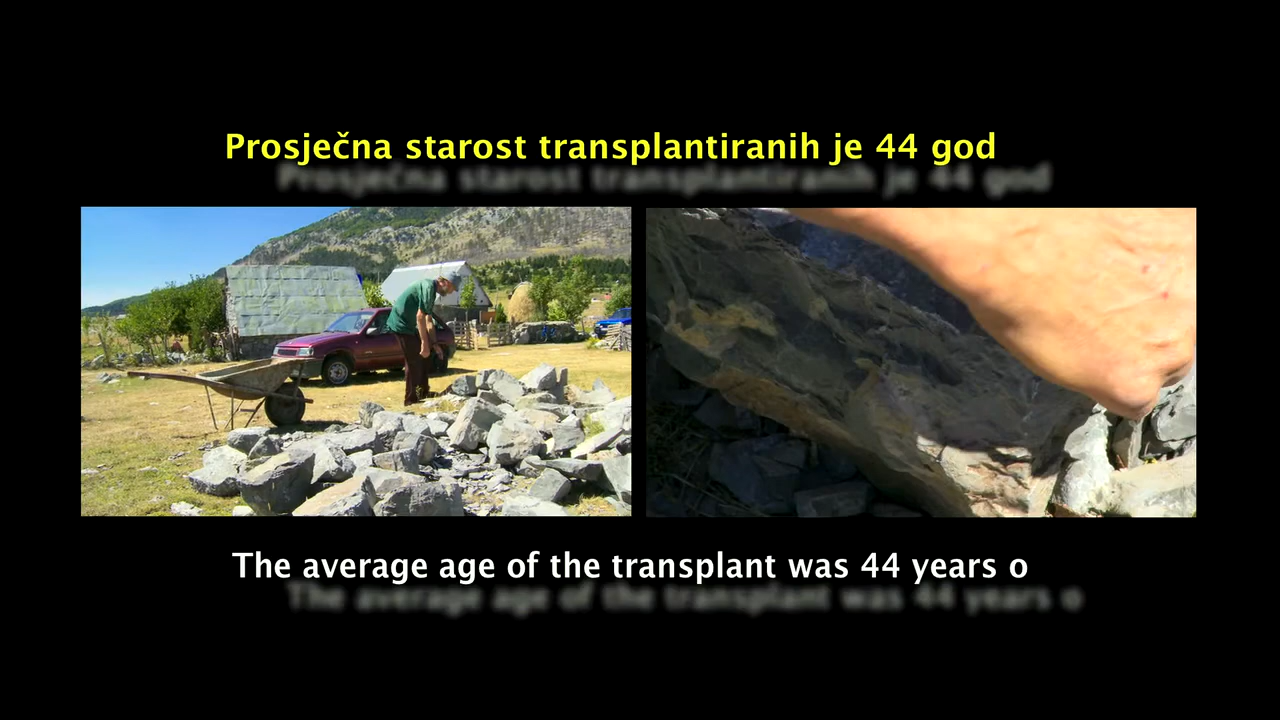 Prosječna starost transplantiranih je 44 god
The average age of the transplant was 44 years o